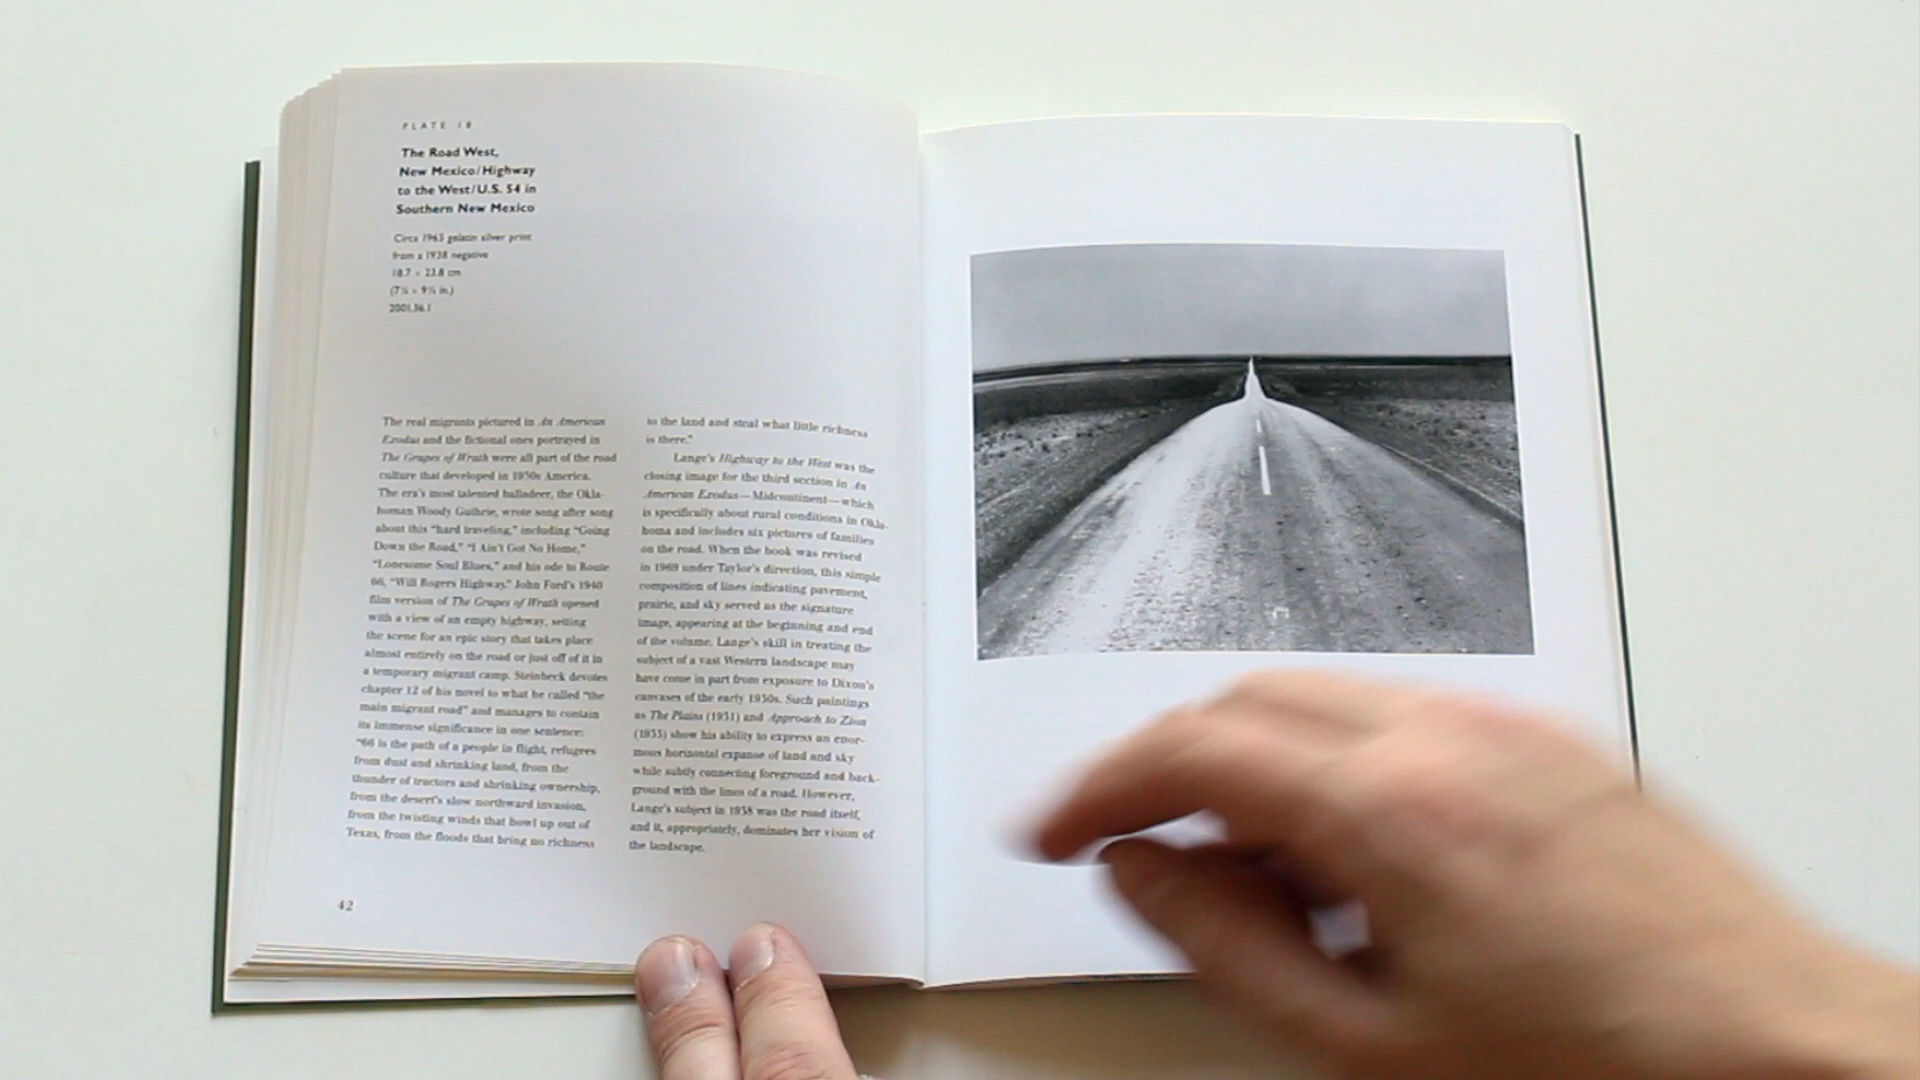 PLATE 18
The Road West,
New Mexico/Highway
to the West/U.S. 54 in
Southern New Mexico
Circa 1965 gelatin silver print
from a 1938 negative
18.7 × 23.8 cm
2001.36.1
The real migrants pictured in An American
Exodus and the fictional ones portrayed in
The Grapes of Wrath were all part of the road
culture that developed in 1930s America.
The era's most talented balladeer, the Okla-
homan Woody Guthrie, wrote song after song
about this “hard traveling,” including “Going
Down the Road,” “I Ain't Got No Home,”
“Lonesome Soul Blues,” and his ode to Route
66, “Will Rogers Highway.” John Ford's 1940
film version of The Grapes of Wrath opened
with a view of an empty highway, setting
the scene for an epic story that takes place
almost entirely on the road or just off of it in
a temporary migrant camp. Steinbeck devotes
chapter 12 of his novel to what he called “the
main migrant road” and manages to contain
its immense significance in one sentence:
“66 is the path of a people in flight, refugees
from dust and shrinking land, from the
thunder of tractors and shrinking ownership,
from the desert's slow northward invasion,
from the twisting winds that howl up out of
Texas, from the floods that bring no richness
to the land and steal what little richness
is there.”
Lange's Highway to the West was the
closing image for the third section in An
American Exodus—Midcontinent—which
is specifically about rural conditions in Okla-
homa and includes six pictures of families
on the road. When the book was revised
in 1969 under Taylor's direction, this simple
composition of lines indicating pavement,
prairie, and sky served as the signature
image, appearing at the beginning and end
of the volume. Lange's skill in treating the
subject of a vast Western landscape may
have come in part from exposure to Dixon's
canvases of the early 1930s. Such paintings
as The Plains (1931) and Approach to Zion
(1933) show his ability to express an enor-
mous horizontal expanse of land and sky
while subtly connecting foreground and back-
ground with the lines of a road. However,
Lange's subject in 1938 was the road itself,
and it, appropriately, dominates her vision of
the landscape.
42